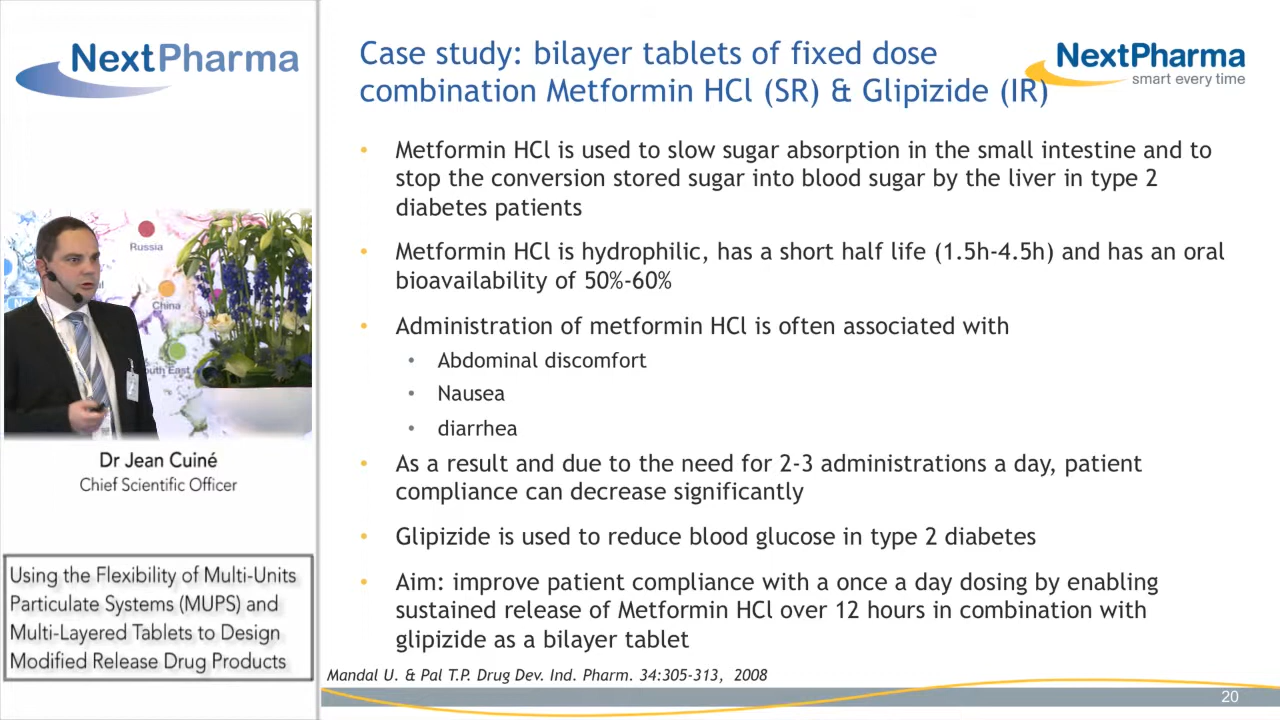 NextPharma
Case study: bilayer tablets of fixed dose
combination Metformin HCl (SR) & Glipizide (IR)
NextPharma
smart every time
• Metformin HCl is used to slow sugar absorption in the small intestine and to
stop the conversion stored sugar into blood sugar by the liver in type 2
diabetes patients
• Metformin HCl is hydrophilic, has a short half life (1.5h-4.5h) and has an oral
bioavailability of 50%-60%
• Administration of metformin HCl is often associated with
• Abdominal discomfort
• Nausea
• diarrhea
• As a result and due to the need for 2-3 administrations a day, patient
compliance can decrease significantly
• Glipizide is used to reduce blood glucose in type 2 diabetes
• Aim: improve patient compliance with a once a day dosing by enabling
sustained release of Metformin HCl over 12 hours in combination with
glipizide as a bilayer tablet
Mandal U. & Pal T.P. Drug Dev. Ind. Pharm. 34:305-313, 2008
20
Russia
China
Dr Jean Cuiné
Chief Scientific Officer
Using the Flexibility of Multi-Units
Particulate Systems (MUPS) and
Multi-Layered Tablets to Design
Modified Release Drug Products